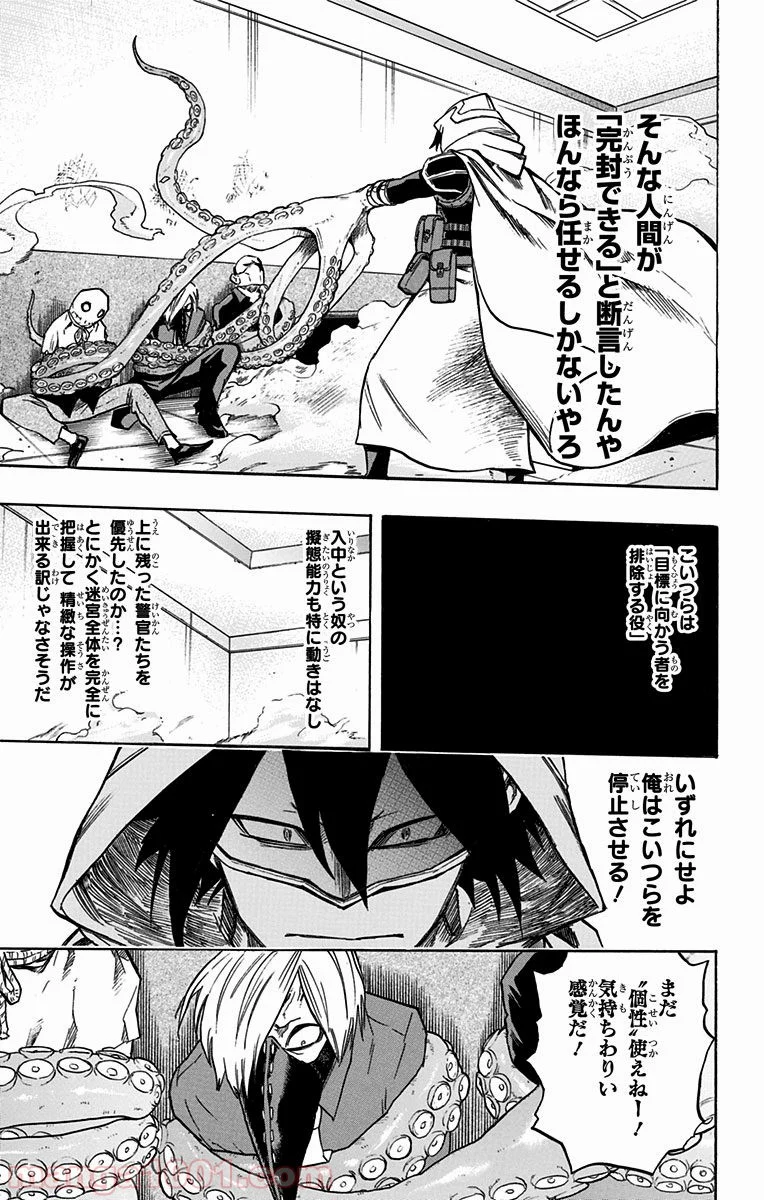 そんな人間が
「完封できる」と断言したんや
ほんなら任せるしかないやろ
こいつらは
「目標に向かう者を
排除する役」
入中という奴の
擬態能力も特に動きはなし
上に残った警官たちを
優先したのか…?
とにかく迷宮全体を完全に
把握して 精緻な操作が
出来る訳じゃなさそうだ
いずれにせよ
俺はこいつらを
停止させる!
まだ
〝個性〟使えねー!
気持ちわりい
感覚だ!